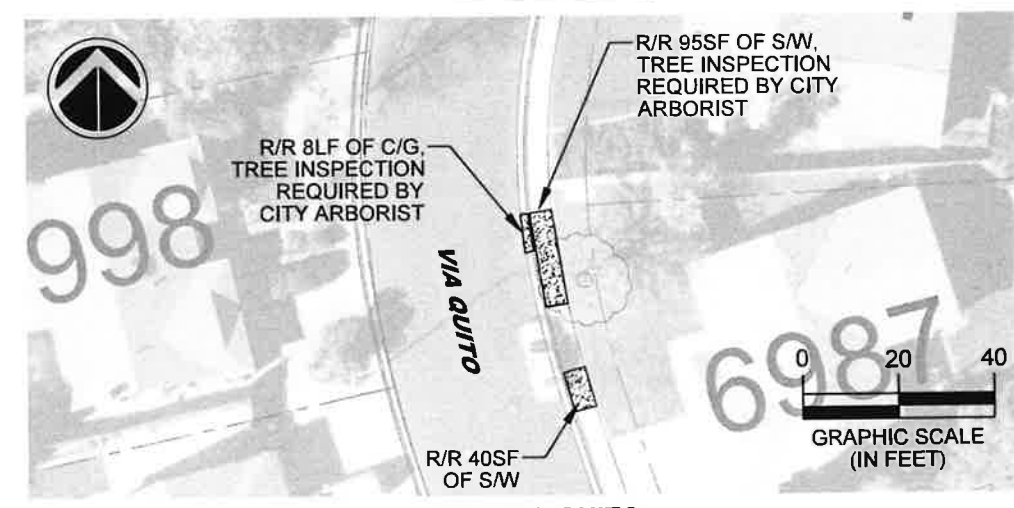 R/R 95SF OF S/W,
TREE INSPECTION
REQUIRED BY CITY
ARBORIST
R/R 8LF OF C/G,
TREE INSPECTION
REQUIRED BY
CITY ARBORIST
998
VIA QUITO
6987
0 20 40
GRAPHIC SCALE
(IN FEET)
R/R 40SF
OF S/W